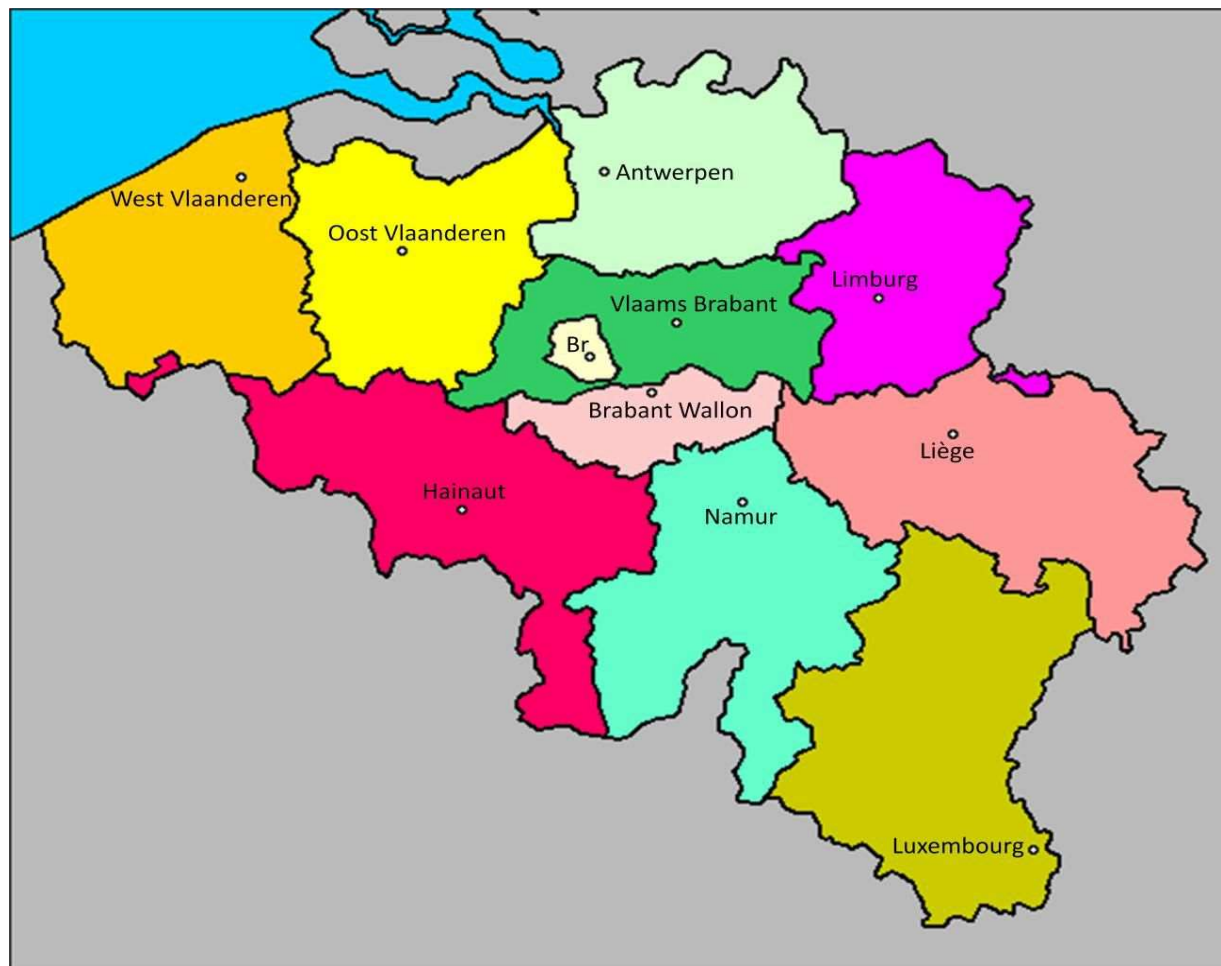 Antwerpen
West Vlaanderen
Oost Vlaanderen
Limburg
Vlaams Brabant
Br
Brabant Wallon
Liège
Hainaut
Namur
Luxembourg